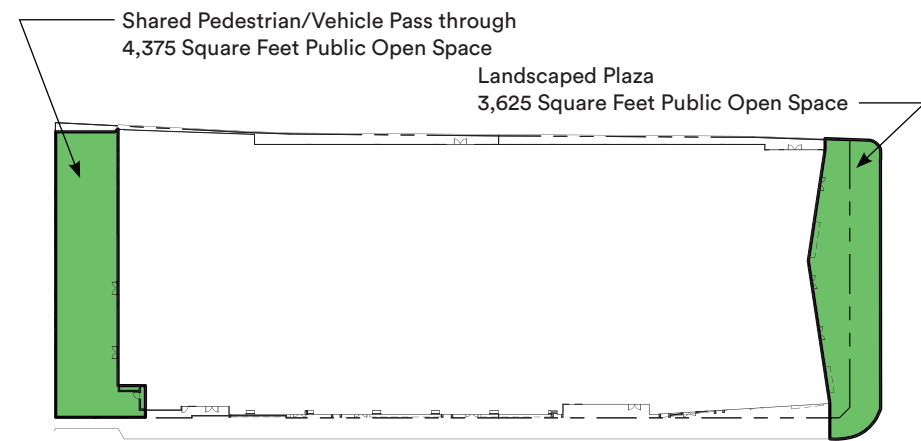 Shared Pedestrian/Vehicle Pass through
4,375 Square Feet Public Open Space
Landscaped Plaza
3,625 Square Feet Public Open Space